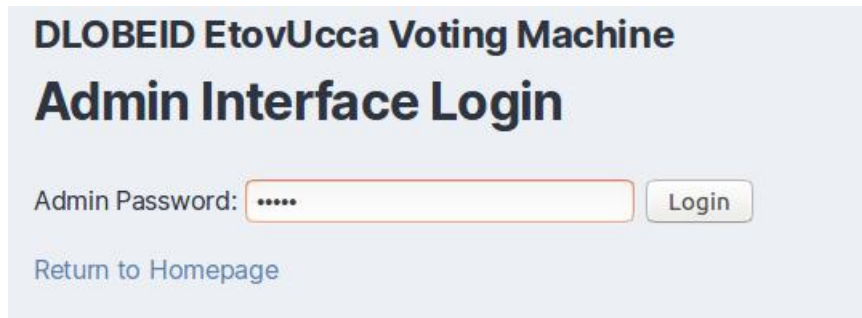 DLOBEID EtovUcca Voting Machine
Admin Interface Login
Admin Password: ••••• Login
Return to Homepage